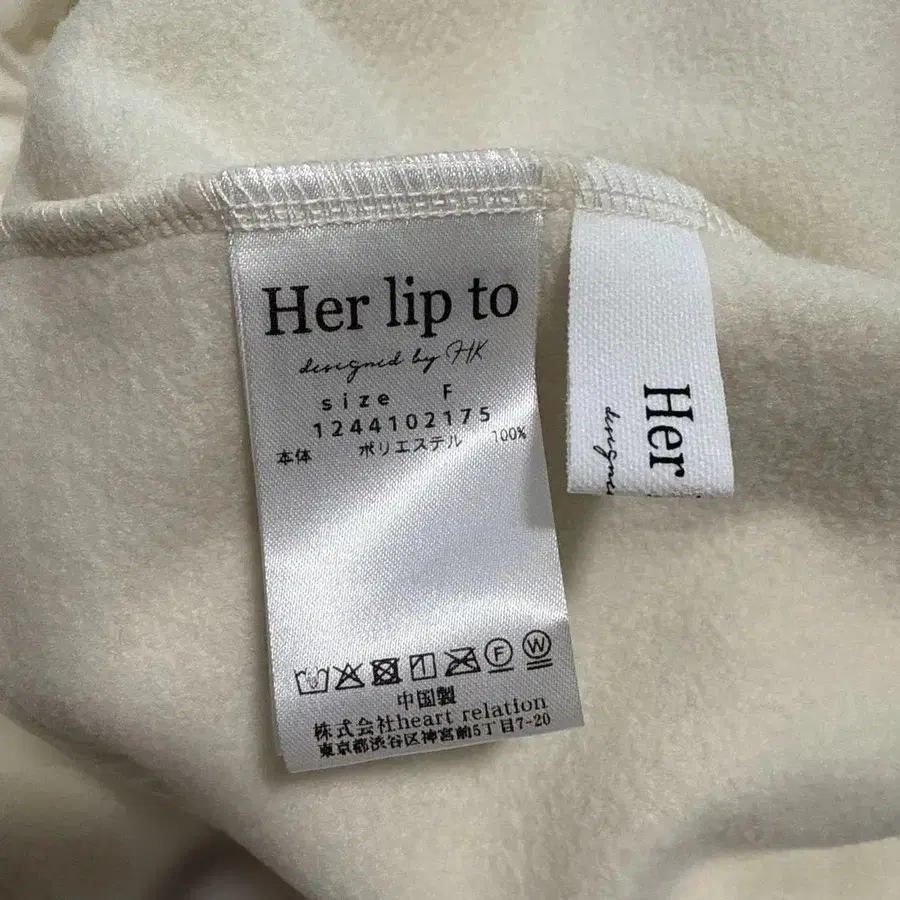 Her lip to
designed by HK
size F
1244102175
本体 ポリエステル 100%
F W
中国製
株式会社heart relation
東京都渋谷区神宮前5丁目7-20
Her
designed